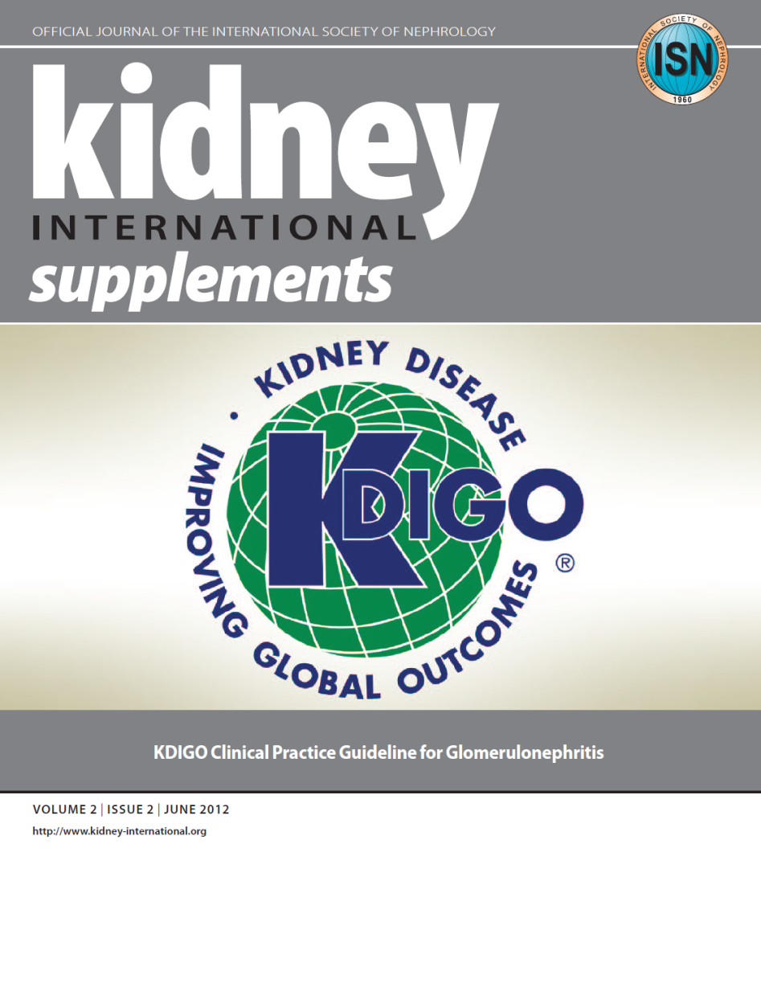 OFFICIAL JOURNAL OF THE INTERNATIONAL SOCIETY OF NEPHROLOGY
INTERNATIONAL SOCIETY OF NEPHROLOGY
ISN
1960
kidney
INTERNATIONAL
supplements
• KIDNEY DISEASE
IMPROVING GLOBAL OUTCOMES
KDIGO
®
KDIGO Clinical Practice Guideline for Glomerulonephritis
VOLUME 2 | ISSUE 2 | JUNE 2012
http://www.kidney-international.org